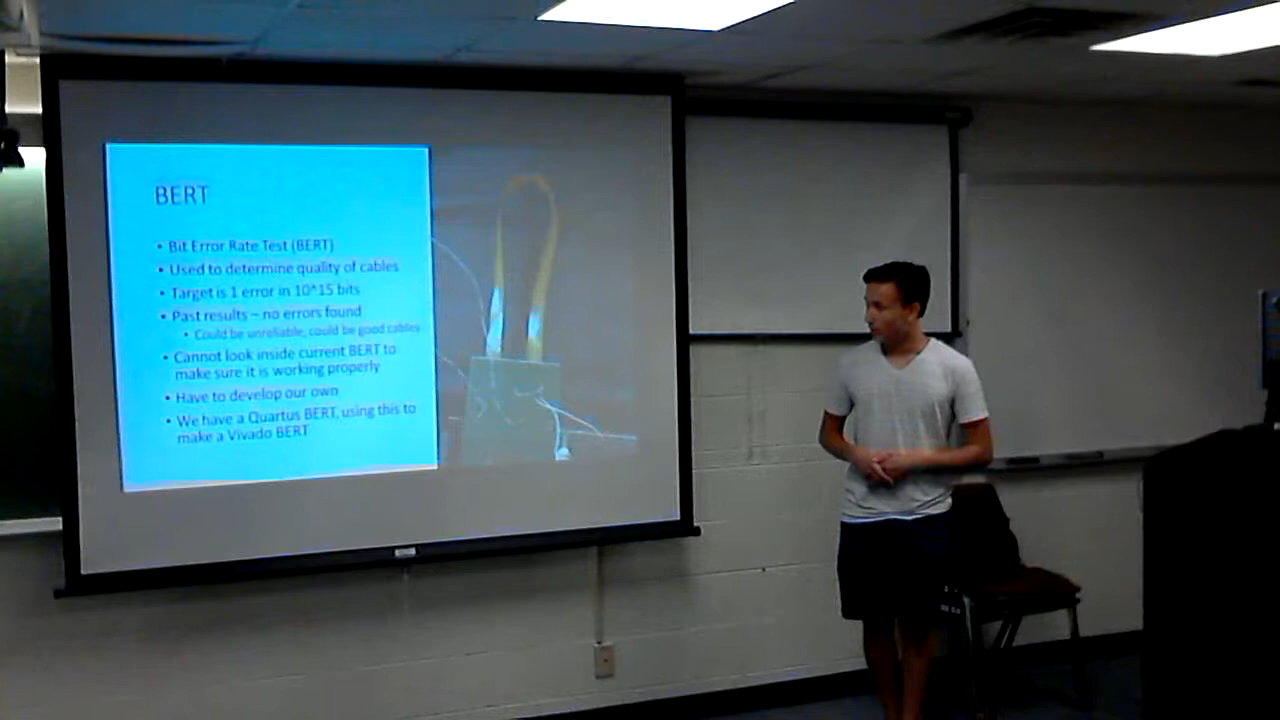 BERT
• Bit Error Rate Test (BERT)
• Used to determine quality of cables
• Target is 1 error in 10^15 bits
• Past results – no errors found
• Could be unreliable, could be good cables
• Cannot look inside current BERT to
make sure it is working properly
• Have to develop our own
• We have a Quartus BERT, using this to
make a Vivado BERT